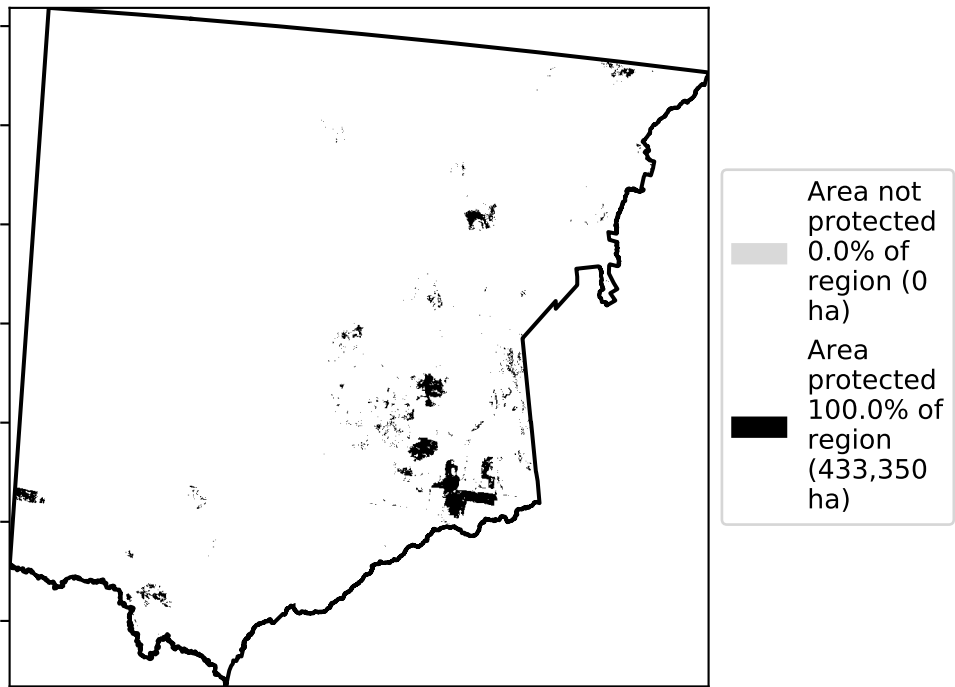 Area not
protected
0.0% of
region (0
ha)
Area
protected
100.0% of
region
(433,350
ha)